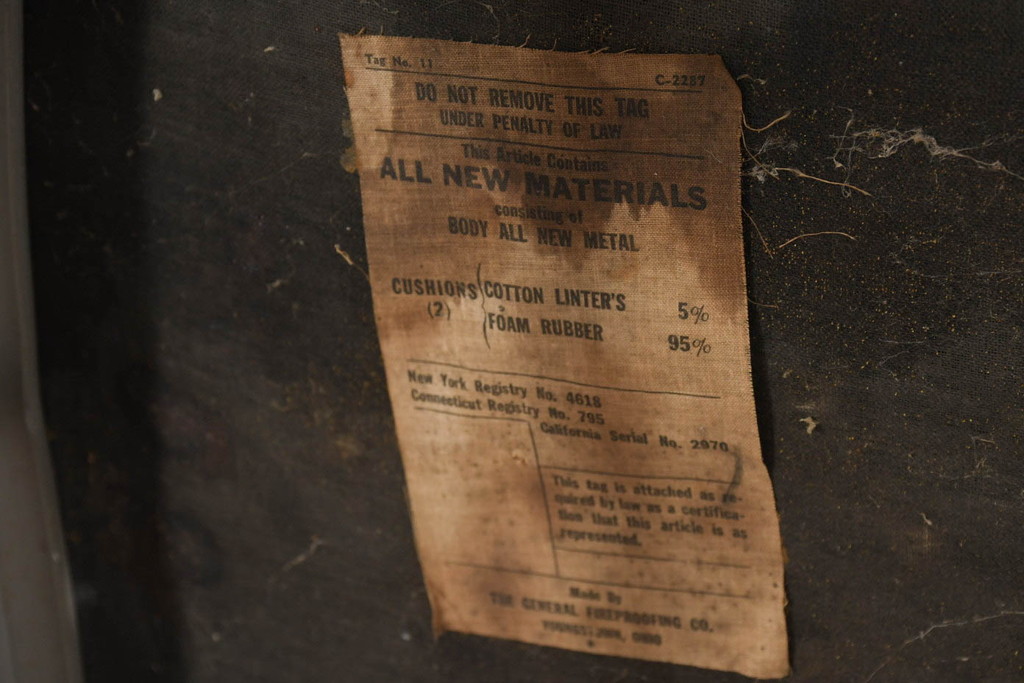 Tag No. 11 C-2287
DO NOT REMOVE THIS TAG
UNDER PENALTY OF LAW
This Article Contains
ALL NEW MATERIALS
consisting of
BODY ALL NEW METAL
CUSHIONS (COTTON LINTER'S 5%
(2) (FOAM RUBBER 95%
New York Registry No. 4618
Connecticut Registry No. 795
California Serial No. 2970
This tag is attached as re-
quired by law as a certifica-
tion that this article is as
represented.
Made By
THE GENERAL FIREPROOFING CO.
YOUNGSTOWN, OHIO